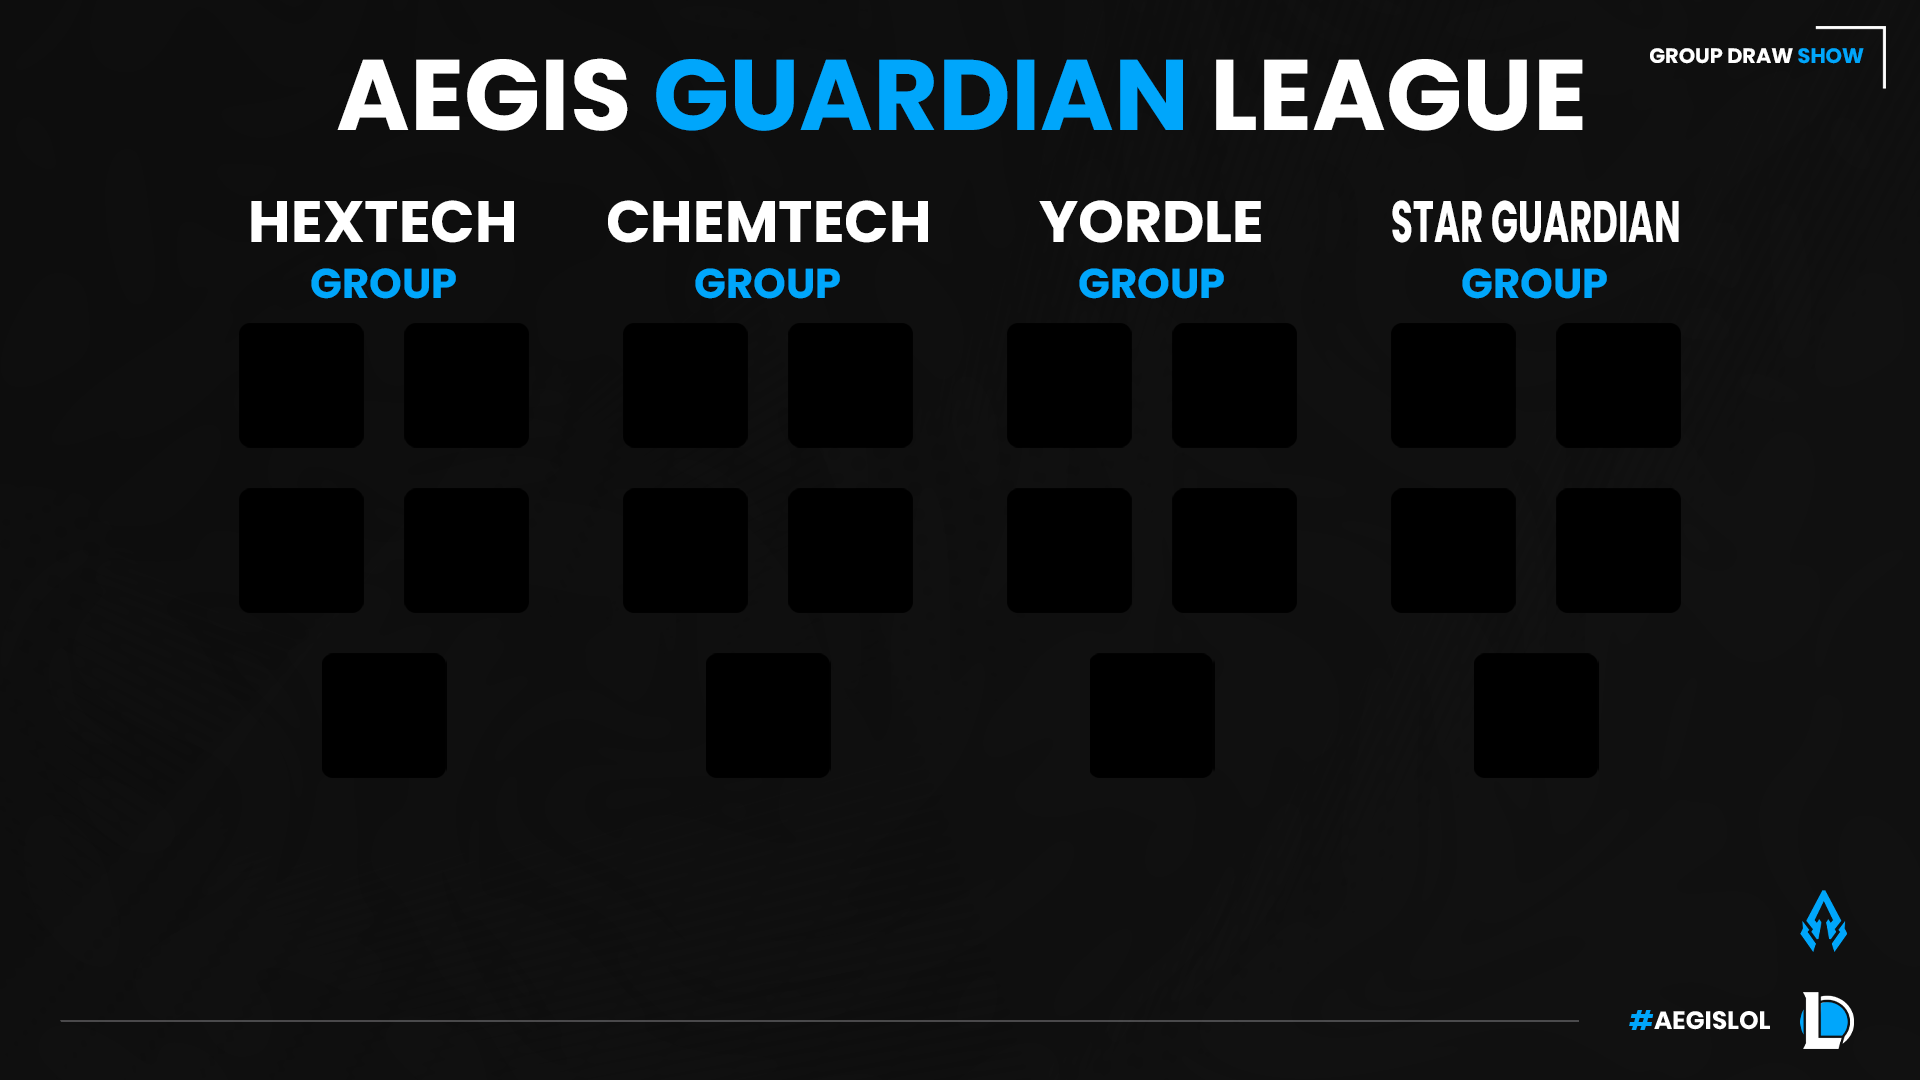 GROUP DRAW SHOW
AEGIS GUARDIAN LEAGUE
HEXTECH
GROUP
CHEMTECH
GROUP
YORDLE
GROUP
STAR GUARDIAN
GROUP
#AEGISLOL